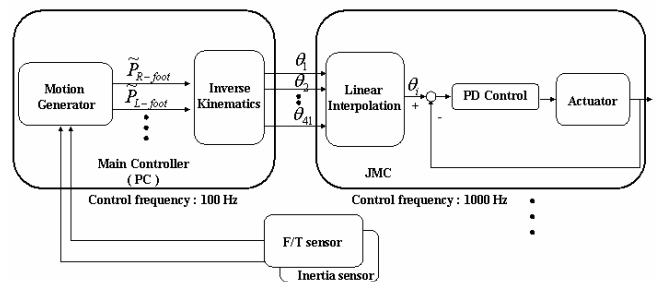 Motion
Generator
P̃_{R-foot}
P̃_{L-foot}
Inverse
Kinematics
θ₁
θ₂
θ₄₁
Linear
Interpolation
θᵢ
+
-
PD Control
Actuator
Main Controller
( PC )
JMC
Control frequency : 100 Hz
Control frequency : 1000 Hz
F/T sensor
Inertia sensor